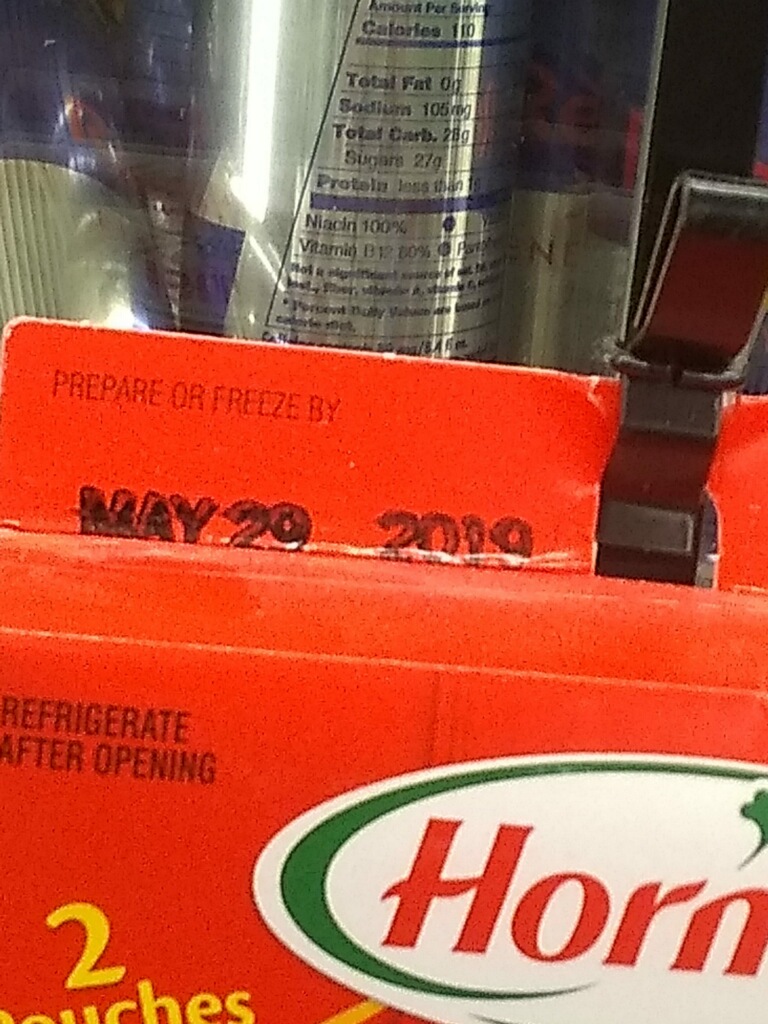 Amount Per Serving
Calories 110
Total Fat 0g
Sodium 105mg
Total Carb. 28g
Sugars 27g
Protein less than 1g
Niacin 100%
Vitamin B12 80%
PREPARE OR FREEZE BY
MAY 29 2019
REFRIGERATE
AFTER OPENING
Horm
2
ouches